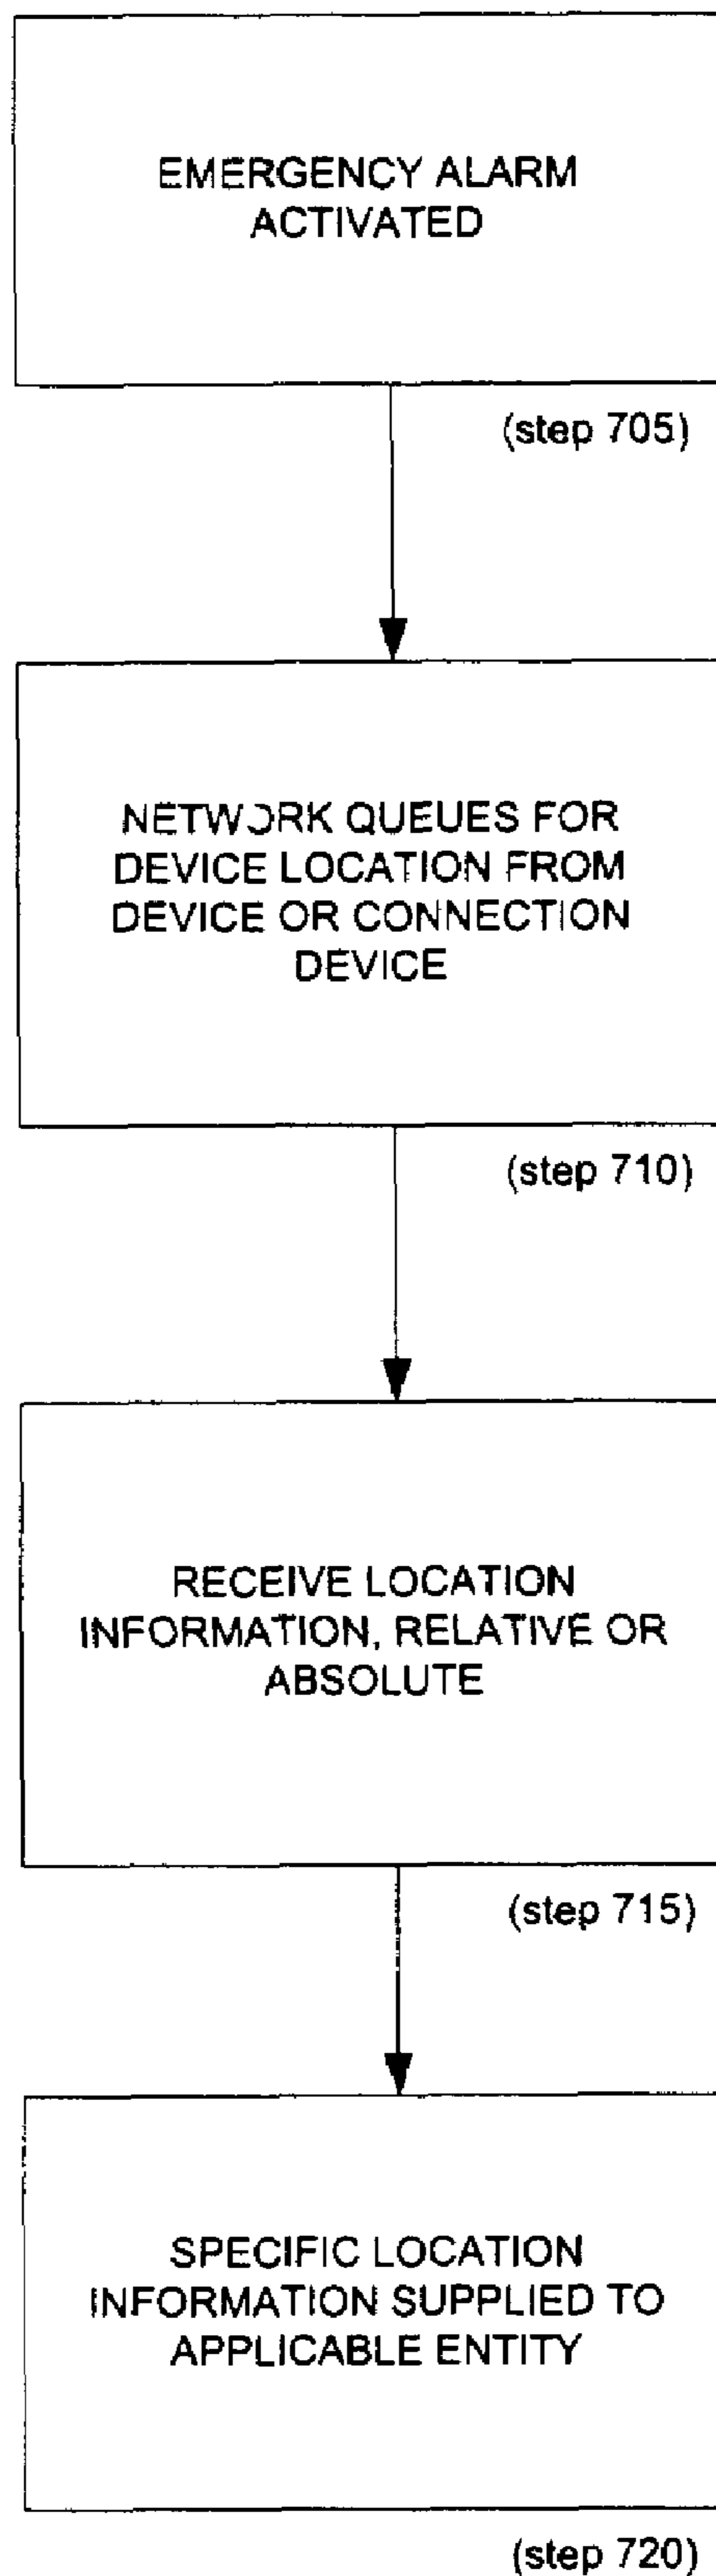 EMERGENCY ALARM
ACTIVATED
(step 705)
NETWORK QUEUES FOR
DEVICE LOCATION FROM
DEVICE OR CONNECTION
DEVICE
(step 710)
RECEIVE LOCATION
INFORMATION, RELATIVE OR
ABSOLUTE
(step 715)
SPECIFIC LOCATION
INFORMATION SUPPLIED TO
APPLICABLE ENTITY
(step 720)